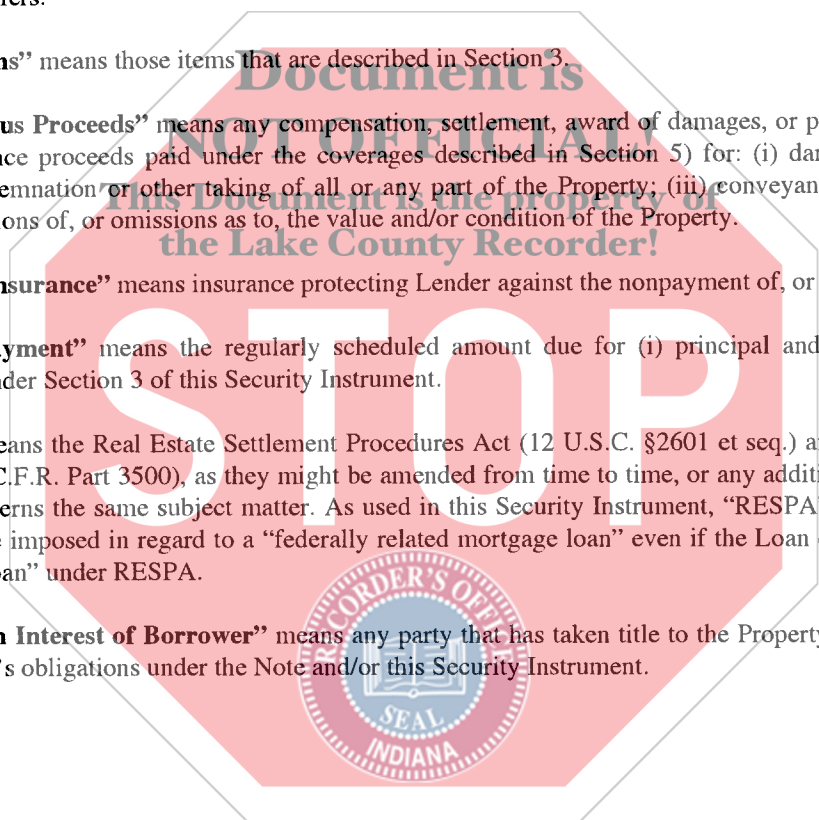 ns” means those items that are described in Section 3.
us Proceeds” means any compensation, settlement, award of damages, or p
ce proceeds paid under the coverages described in Section 5) for: (i) da
emnation or other taking of all or any part of the Property; (iii) conveyan
ons of, or omissions as to, the value and/or condition of the Property.
nsurance” means insurance protecting Lender against the nonpayment of, or
yment” means the regularly scheduled amount due for (i) principal and
der Section 3 of this Security Instrument.
eans the Real Estate Settlement Procedures Act (12 U.S.C. §2601 et seq.) a
C.F.R. Part 3500), as they might be amended from time to time, or any additi
erns the same subject matter. As used in this Security Instrument, “RESPA”
imposed in regard to a “federally related mortgage loan” even if the Loan
an” under RESPA.
n Interest of Borrower” means any party that has taken title to the Property
’s obligations under the Note and/or this Security Instrument.
Document is
NOT OFFICIAL!
This Document is the property of
the Lake County Recorder!
STOP
RECORDER’S OFFICE
SEAL
INDIANA